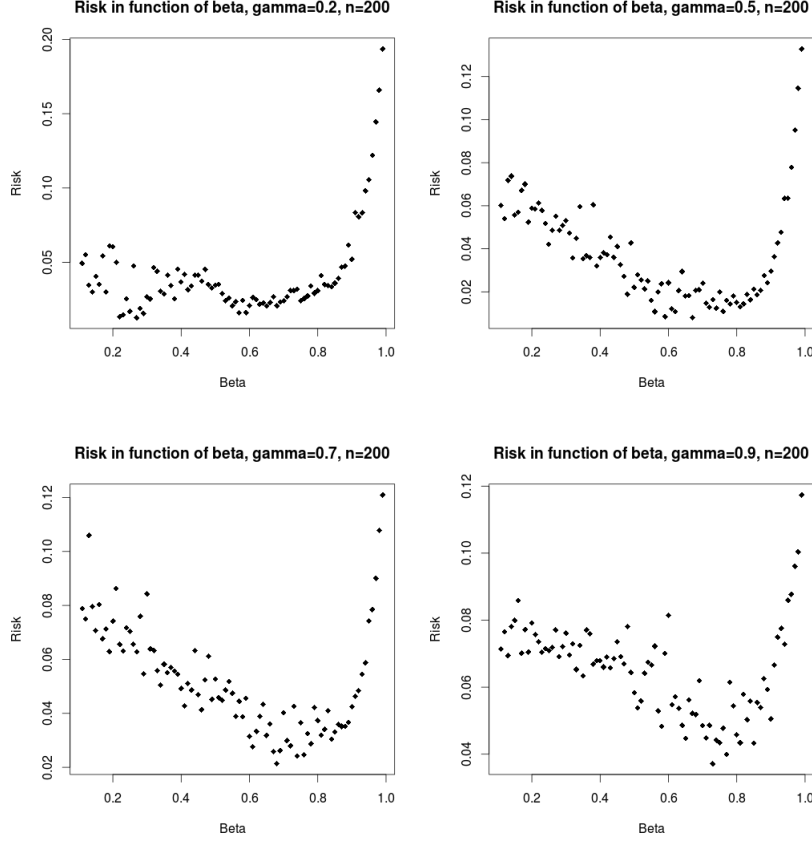 Risk in function of beta, gamma=0.2, n=200
Risk
0.05 0.10 0.15 0.20
0.2 0.4 0.6 0.8 1.0
Beta
Risk in function of beta, gamma=0.5, n=200
Risk
0.02 0.04 0.06 0.08 0.10 0.12
0.2 0.4 0.6 0.8 1.0
Beta
Risk in function of beta, gamma=0.7, n=200
Risk
0.02 0.04 0.06 0.08 0.10 0.12
0.2 0.4 0.6 0.8 1.0
Beta
Risk in function of beta, gamma=0.9, n=200
Risk
0.04 0.06 0.08 0.10 0.12
0.2 0.4 0.6 0.8 1.0
Beta